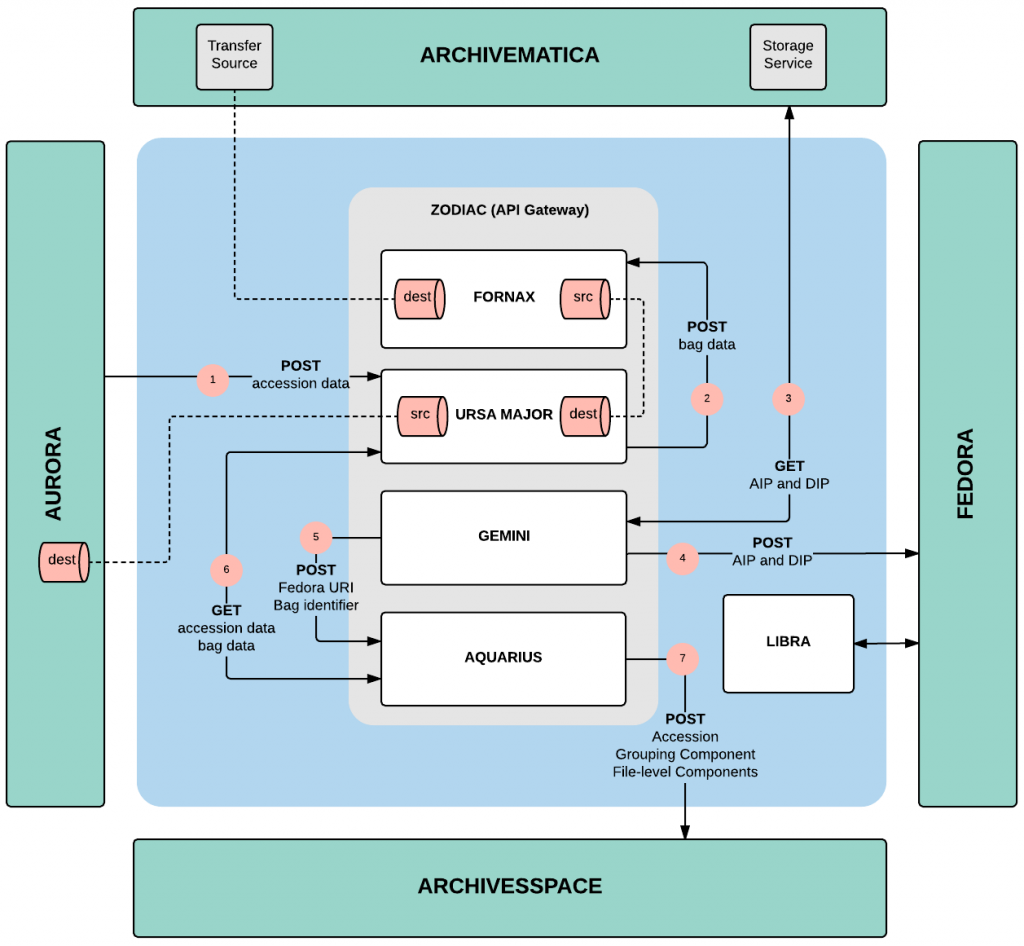 Transfer
Source
ARCHIVEMATICA
Storage
Service
ZODIAC (API Gateway)
dest
FORNAX
src
POST
bag data
1
POST
accession data
src
URSA MAJOR
dest
2
3
GET
AIP and DIP
AURORA
dest
FEDORA
GEMINI
4
POST
AIP and DIP
5
POST
Fedora URI
Bag identifier
6
GET
accession data
bag data
LIBRA
AQUARIUS
7
POST
Accession
Grouping Component
File-level Components
ARCHIVESSPACE